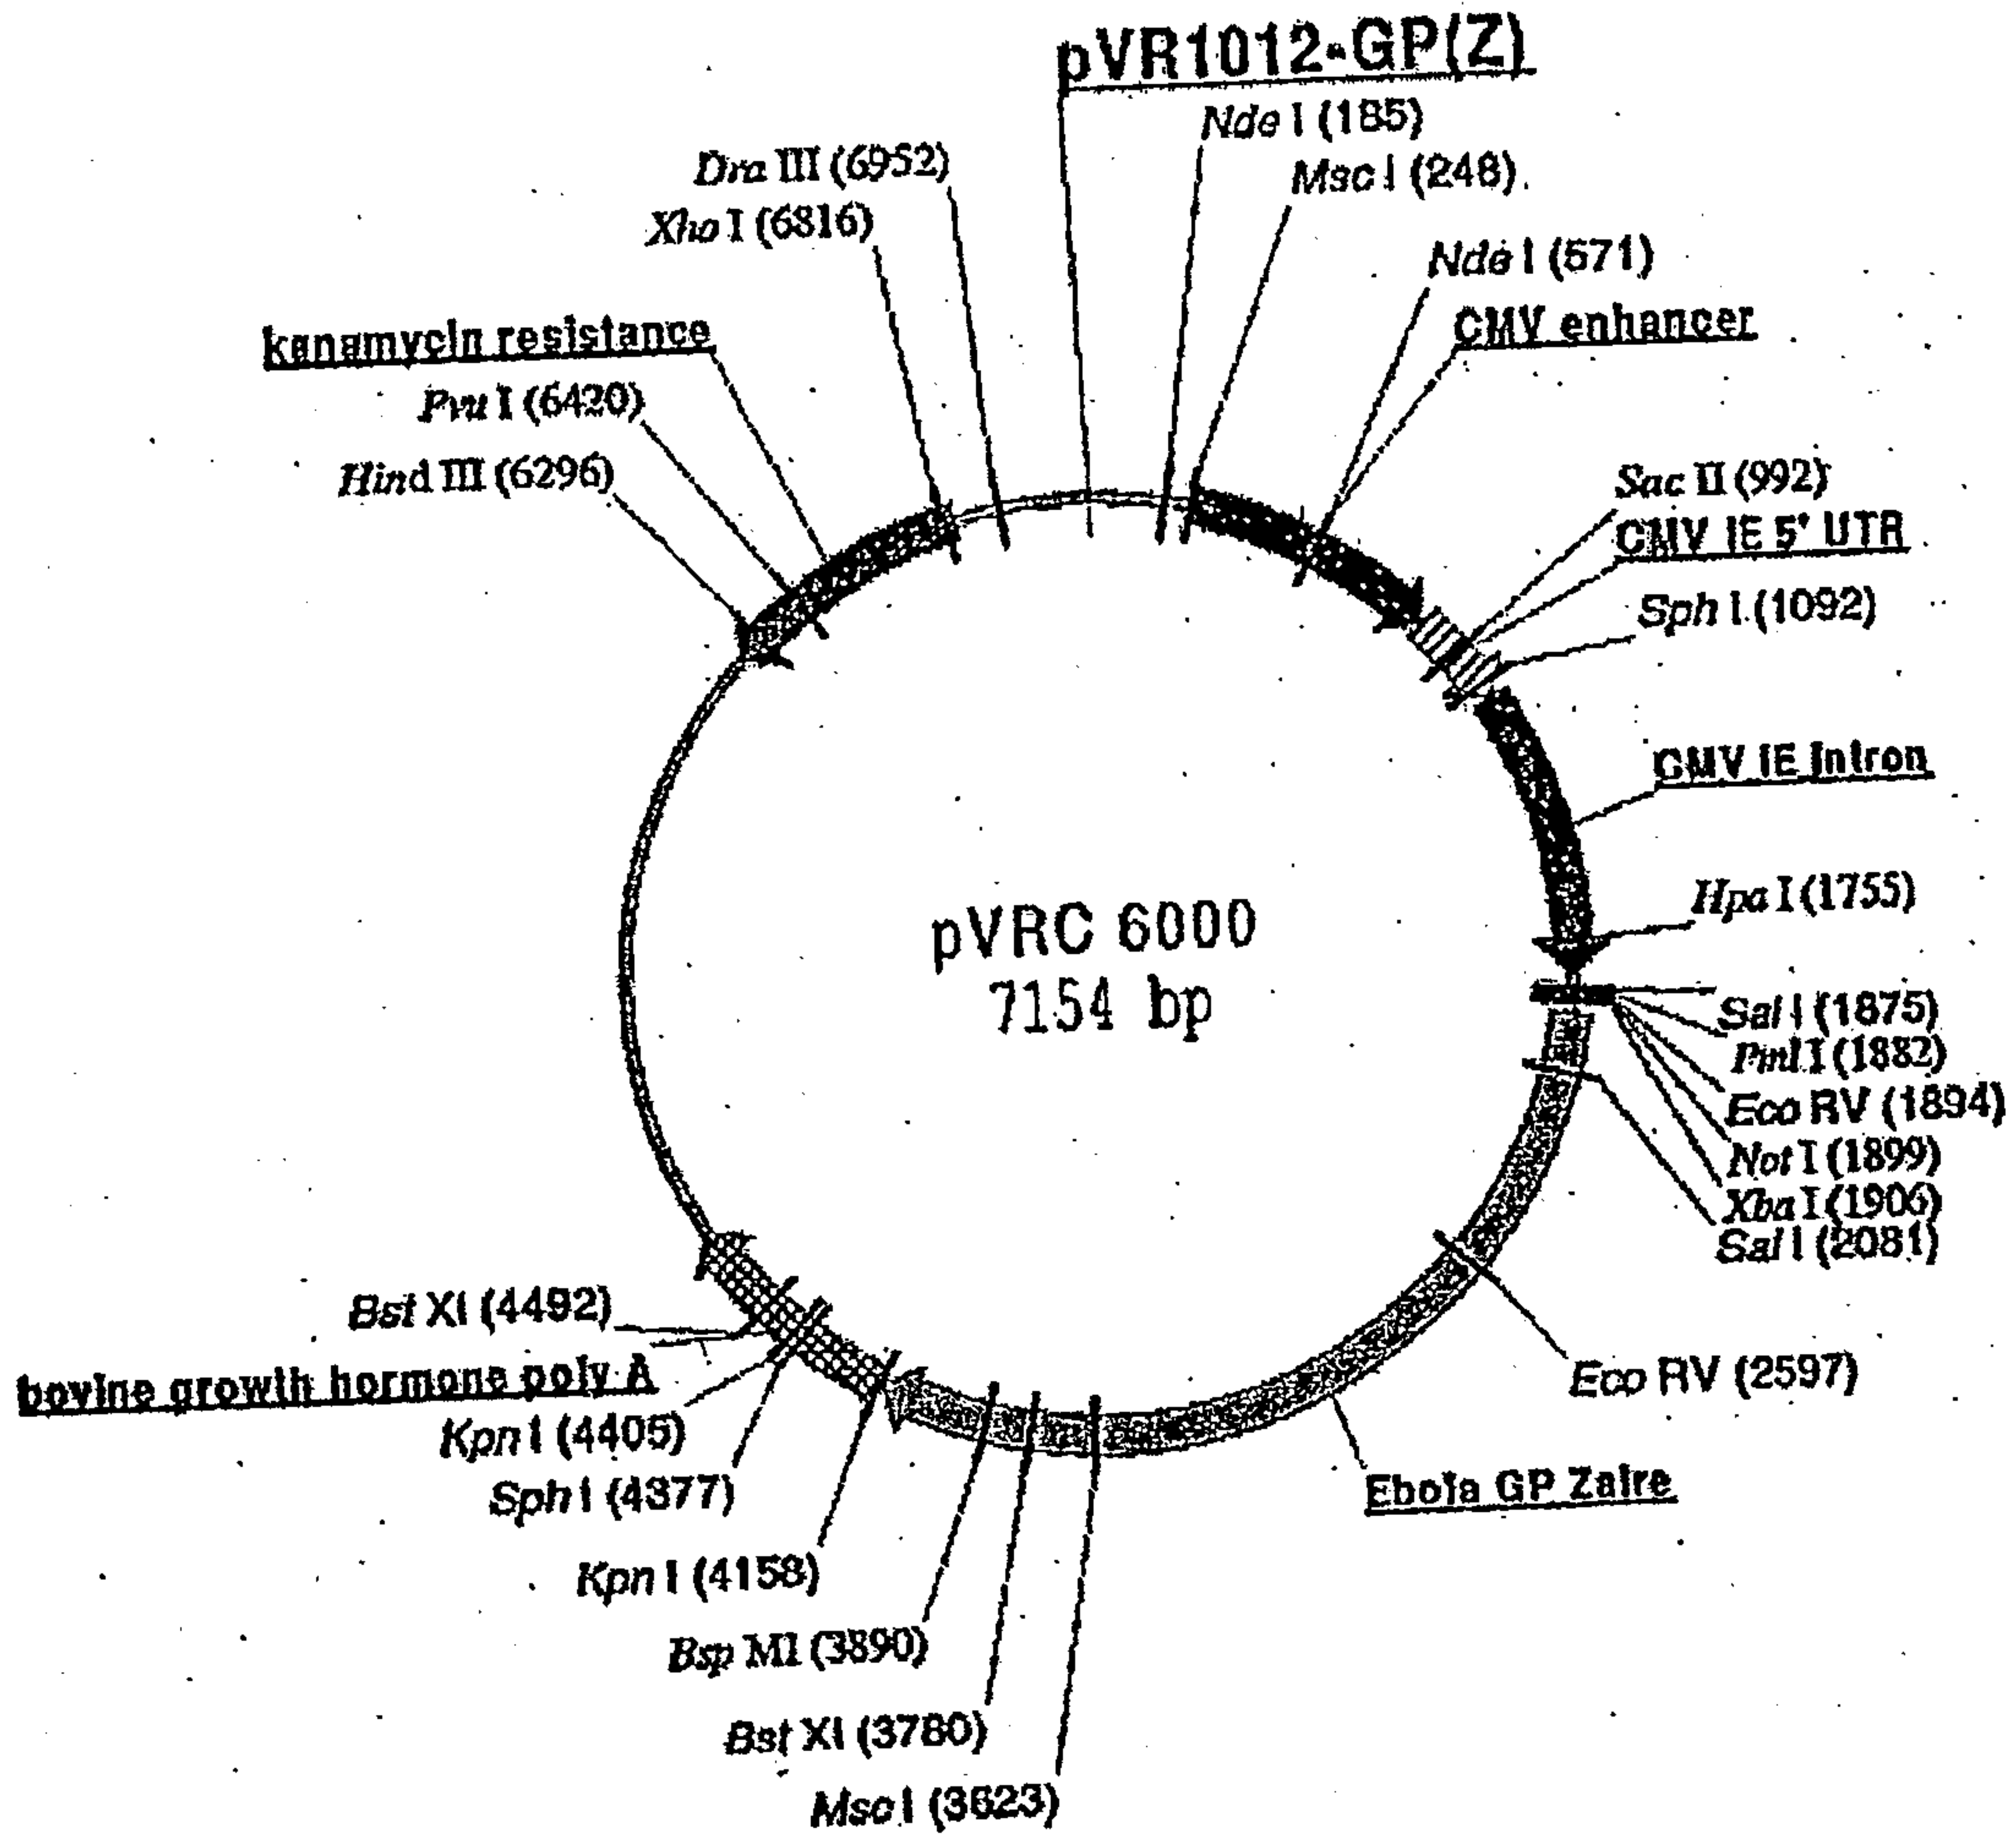 pVR1012-GP(Z)
Nde I (185)
Msc I (248)
Nde I (571)
CMV enhancer
Sac II (992)
CMV IE 5' UTR
Sph I (1092)
CMV IE Intron
Hpa I (1755)
Sal I (1875)
Pml I (1882)
Eco RV (1894)
Not I (1899)
Xba I (1906)
Sal I (2081)
Eco RV (2597)
Ebola GP Zaire
Msc I (3623)
Bst XI (3780)
Bsp MI (3890)
Kpn I (4158)
Sph I (4377)
Kpn I (4405)
bovine growth hormone poly A
Bst XI (4492)
Hind III (6296)
Pvu I (6420)
kanamycin resistance
Xho I (6816)
Dra III (6952)
pVRC 6000
7154 bp